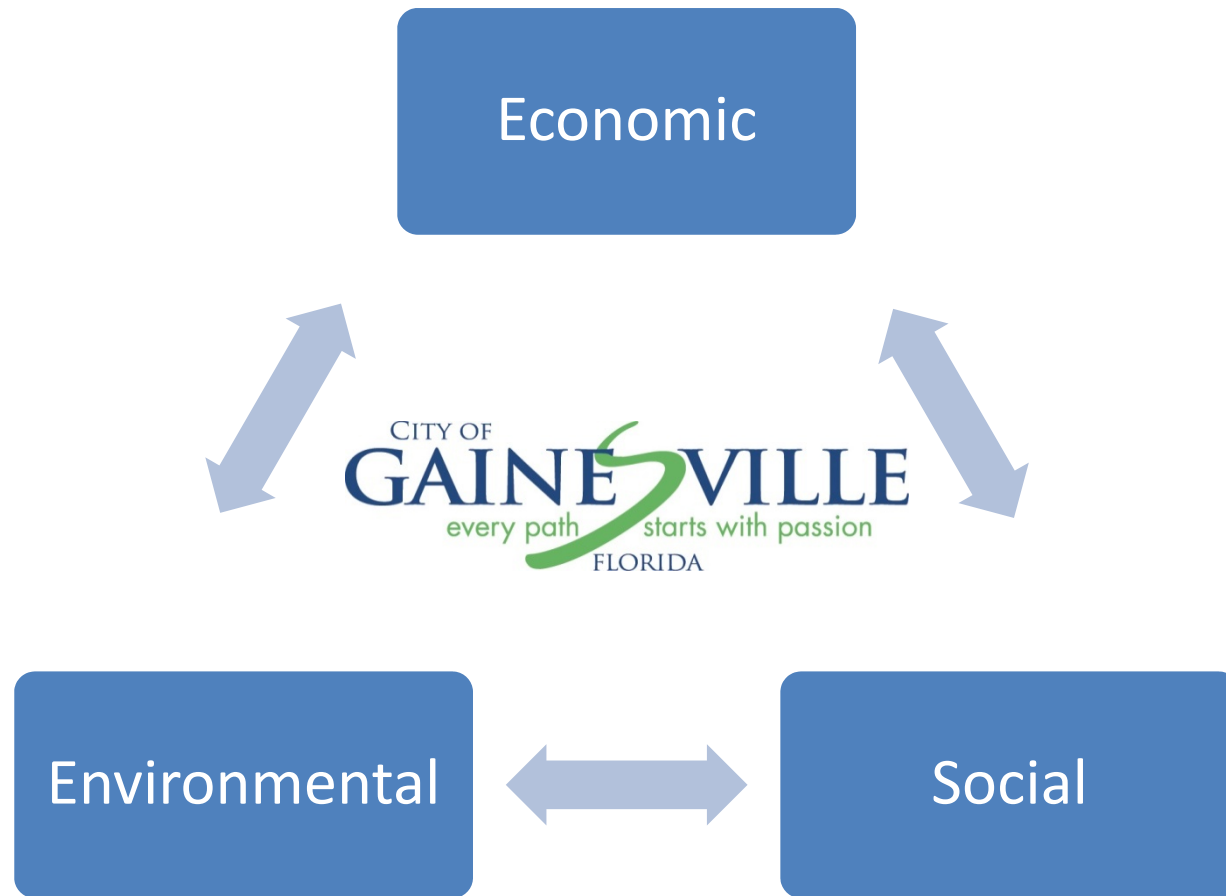 Economic
CITY OF
GAINESVILLE
every path starts with passion
FLORIDA
Environmental
Social